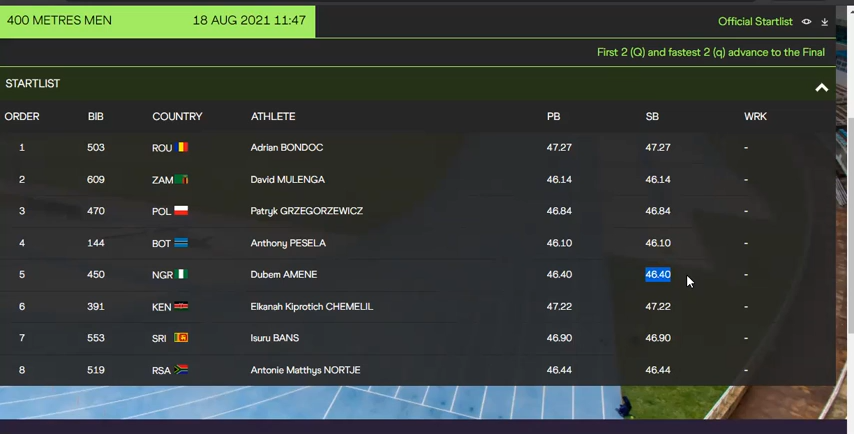 400 METRES MEN 18 AUG 2021 11:47 Official Startlist
First 2 (Q) and fastest 2 (q) advance to the Final
STARTLIST
ORDER BIB COUNTRY ATHLETE PB SB WRK
1 503 ROU Adrian BONDOC 47.27 47.27 -
2 609 ZAM David MULENGA 46.14 46.14 -
3 470 POL Patryk GRZEGORZEWICZ 46.84 46.84 -
4 144 BOT Anthony PESELA 46.10 46.10 -
5 450 NGR Dubem AMENE 46.40 46.40 -
6 391 KEN Elkanah Kiprotich CHEMELIL 47.22 47.22 -
7 553 SRI Isuru BANS 46.90 46.90 -
8 519 RSA Antonie Matthys NORTJE 46.44 46.44 -